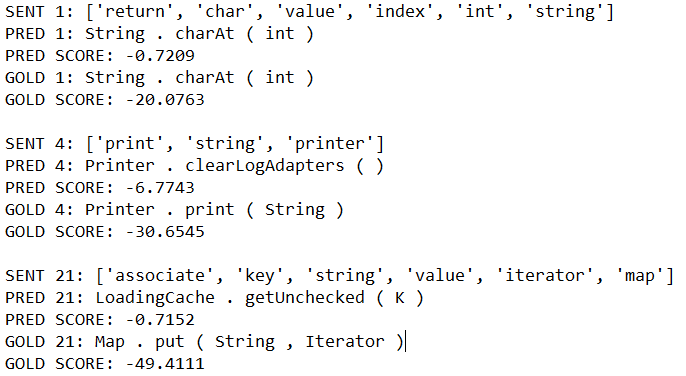 SENT 1: ['return', 'char', 'value', 'index', 'int', 'string']
PRED 1: String . charAt ( int )
PRED SCORE: -0.7209
GOLD 1: String . charAt ( int )
GOLD SCORE: -20.0763
SENT 4: ['print', 'string', 'printer']
PRED 4: Printer . clearLogAdapters ( )
PRED SCORE: -6.7743
GOLD 4: Printer . print ( String )
GOLD SCORE: -30.6545
SENT 21: ['associate', 'key', 'string', 'value', 'iterator', 'map']
PRED 21: LoadingCache . getUnchecked ( K )
PRED SCORE: -0.7152
GOLD 21: Map . put ( String , Iterator )
GOLD SCORE: -49.4111